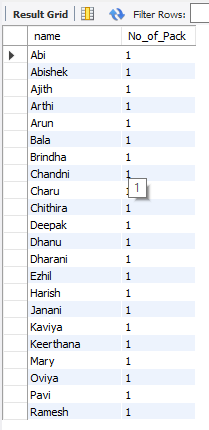 Result Grid Filter Rows:
name No_of_Pack
Abi 1
Abishek 1
Ajith 1
Arthi 1
Arun 1
Bala 1
Brindha 1
Chandni 1
Charu 1 1
Chithira 1
Deepak 1
Dhanu 1
Dharani 1
Ezhil 1
Harish 1
Janani 1
Kaviya 1
Keerthana 1
Mary 1
Oviya 1
Pavi 1
Ramesh 1